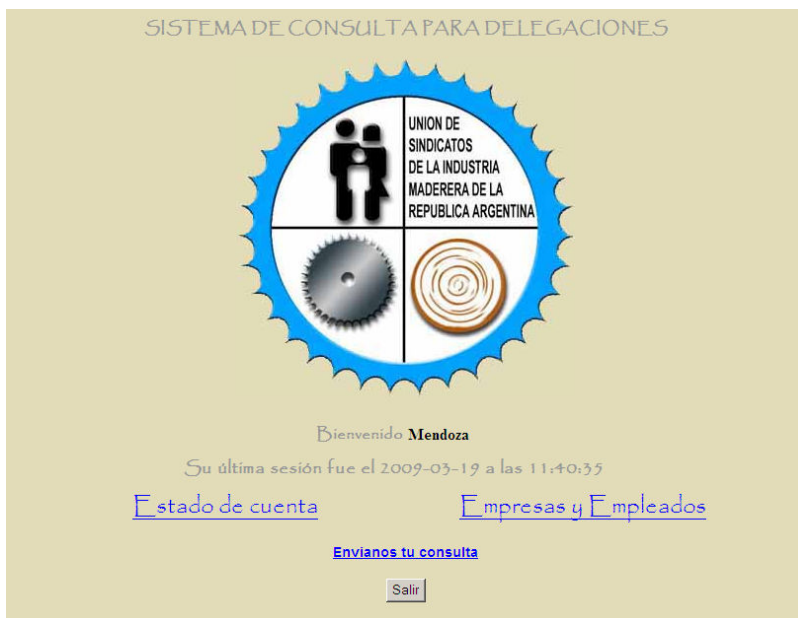 SISTEMA DE CONSULTA PARA DELEGACIONES
UNION DE
SINDICATOS
DE LA INDUSTRIA
MADERERA DE LA
REPUBLICA ARGENTINA
Bienvenido Mendoza
Su última sesión fue el 2009-03-19 a las 11:40:35
Estado de cuenta Empresas y Empleados
Envianos tu consulta
Salir